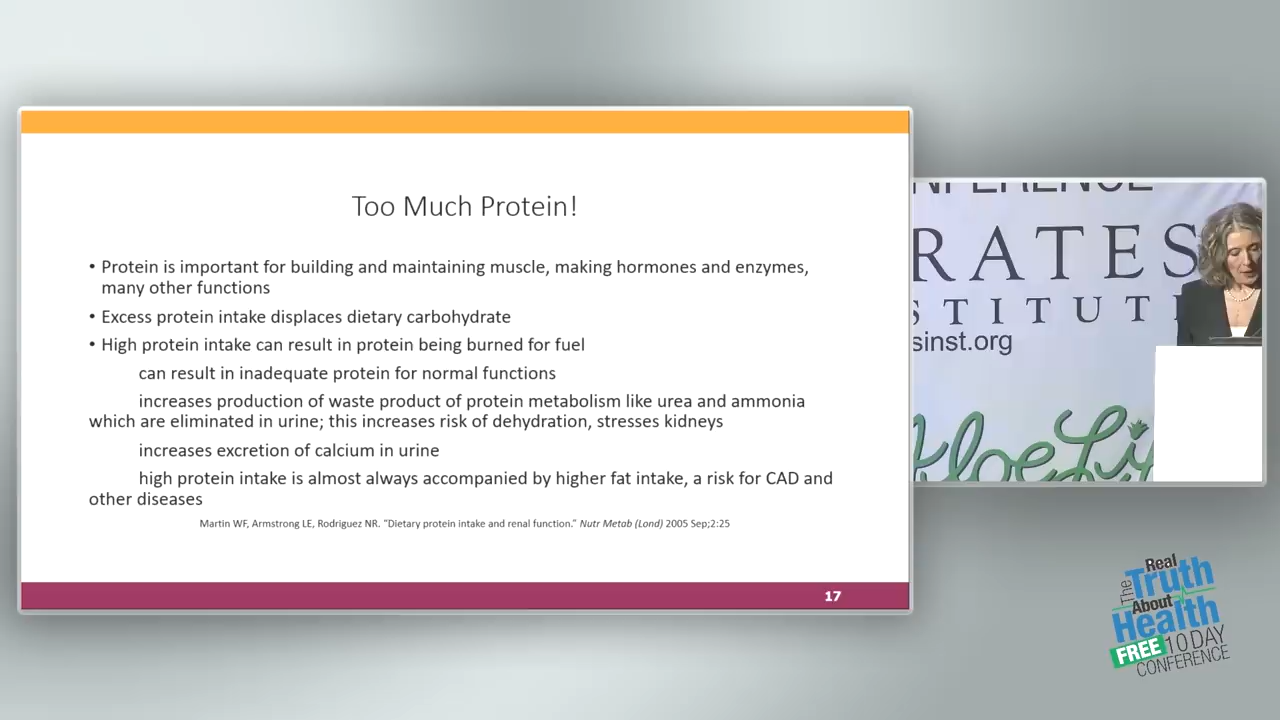 Too Much Protein!
• Protein is important for building and maintaining muscle, making hormones and enzymes,
many other functions
• Excess protein intake displaces dietary carbohydrate
• High protein intake can result in protein being burned for fuel
can result in inadequate protein for normal functions
increases production of waste product of protein metabolism like urea and ammonia
which are eliminated in urine; this increases risk of dehydration, stresses kidneys
increases excretion of calcium in urine
high protein intake is almost always accompanied by higher fat intake, a risk for CAD and
other diseases
Martin WF, Armstrong LE, Rodriguez NR. “Dietary protein intake and renal function.” Nutr Metab (Lond) 2005 Sep;2:25
17
NFERENCE
RATES
STITUT
sinst.org
AloeLi
The Real
Truth
About
Health
FREE 10 DAY
CONFERENCE